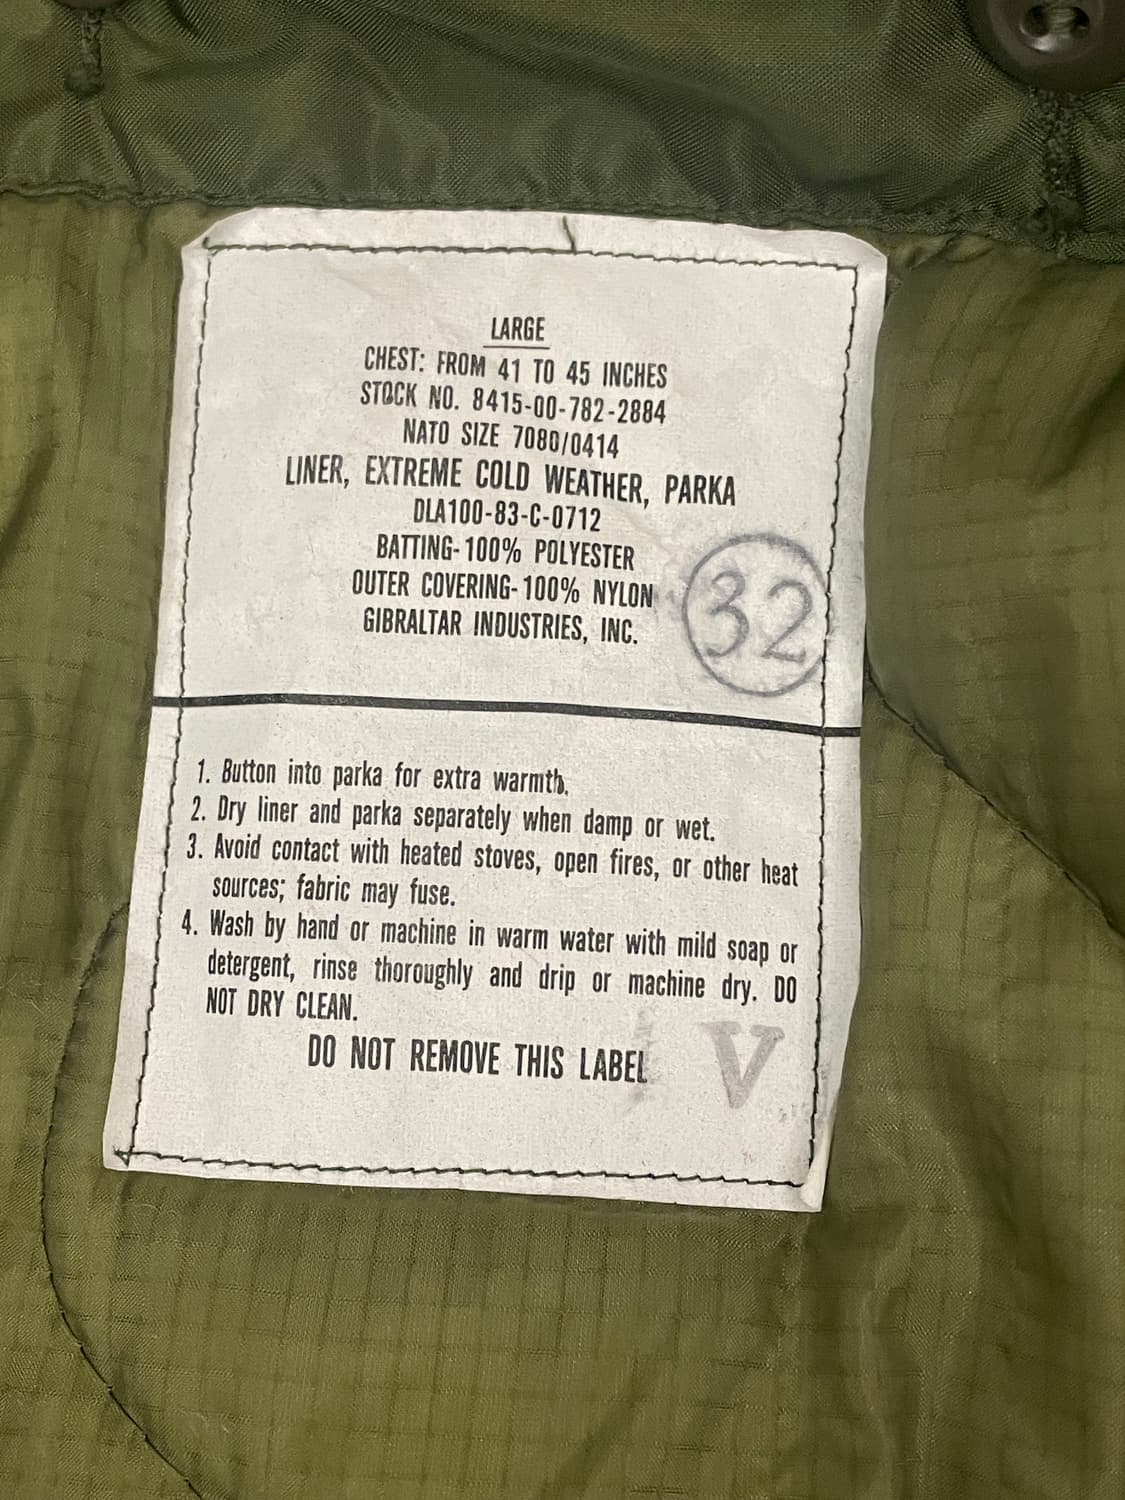 LARGE
CHEST: FROM 41 TO 45 INCHES
STOCK NO. 8415-00-782-2884
NATO SIZE 7080/0414
LINER, EXTREME COLD WEATHER, PARKA
DLA100-83-C-0712
BATTING-100% POLYESTER
OUTER COVERING-100% NYLON
GIBRALTAR INDUSTRIES, INC.
32
1. Button into parka for extra warmth.
2. Dry liner and parka separately when damp or wet.
3. Avoid contact with heated stoves, open fires, or other heat
sources; fabric may fuse.
4. Wash by hand or machine in warm water with mild soap or
detergent, rinse thoroughly and drip or machine dry. DO
NOT DRY CLEAN.
DO NOT REMOVE THIS LABEL
V